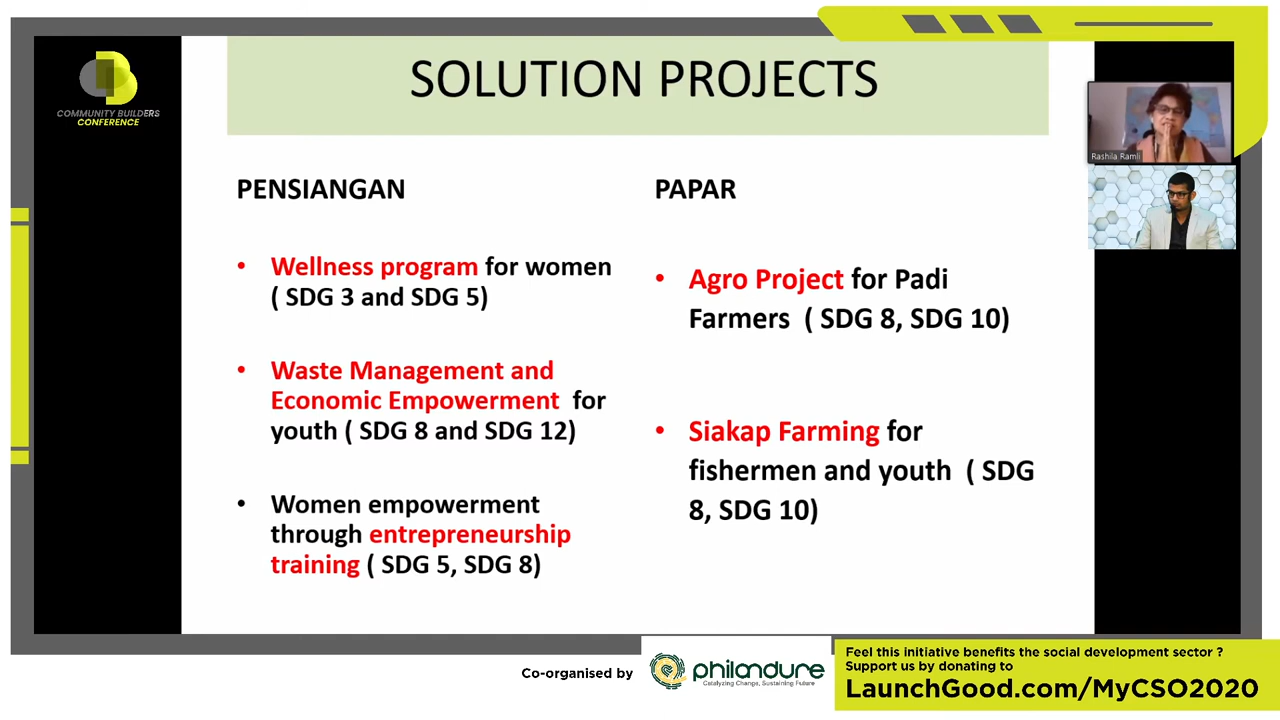 SOLUTION PROJECTS
COMMUNITY BUILDERS
CONFERENCE
Rashila Ramli
PENSIANGAN
• Wellness program for women
( SDG 3 and SDG 5)
• Waste Management and
Economic Empowerment for
youth ( SDG 8 and SDG 12)
• Women empowerment
through entrepreneurship
training ( SDG 5, SDG 8)
PAPAR
• Agro Project for Padi
Farmers ( SDG 8, SDG 10)
• Siakap Farming for
fishermen and youth ( SDG
8, SDG 10)
Co-organised by
philandure
Catalyzing Change, Sustaining Future
Feel this initiative benefits the social development sector ?
Support us by donating to
LaunchGood.com/MyCSO2020